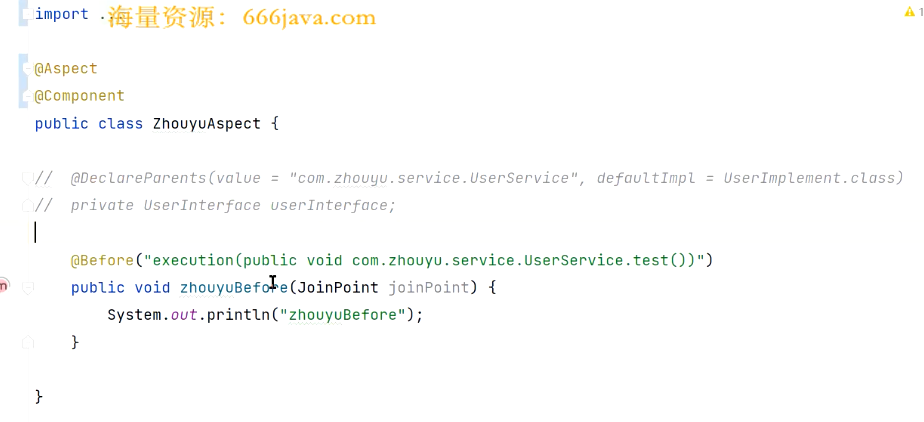 import ...
海量资源：666java.com
1
@Aspect
@Component
public class ZhouyuAspect {
//  @DeclareParents(value = "com.zhouyu.service.UserService", defaultImpl = UserImplement.class)
//  private UserInterface userInterface;
@Before("execution(public void com.zhouyu.service.UserService.test())")
m
public void zhouyuBefore(JoinPoint joinPoint) {
System.out.println("zhouyuBefore");
}
}